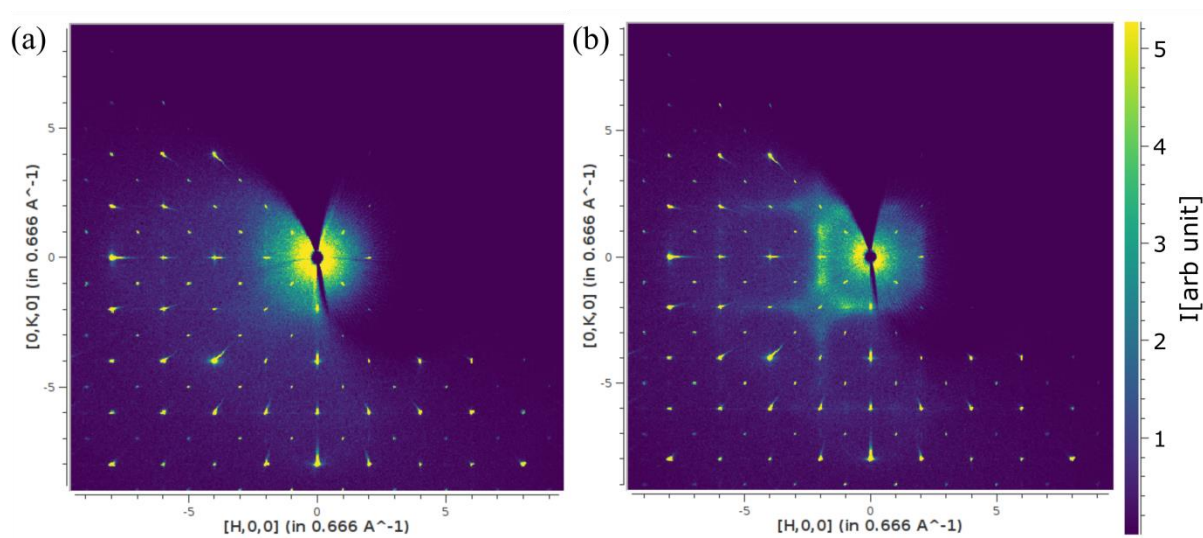 (a)
(b)
5
0
-5
[0,K,0] (in 0.666 A^-1)
-5
0
5
[H,0,0] (in 0.666 A^-1)
5
0
-5
[0,K,0] (in 0.666 A^-1)
-5
0
5
[H,0,0] (in 0.666 A^-1)
5
4
3
2
1
I[arb unit]